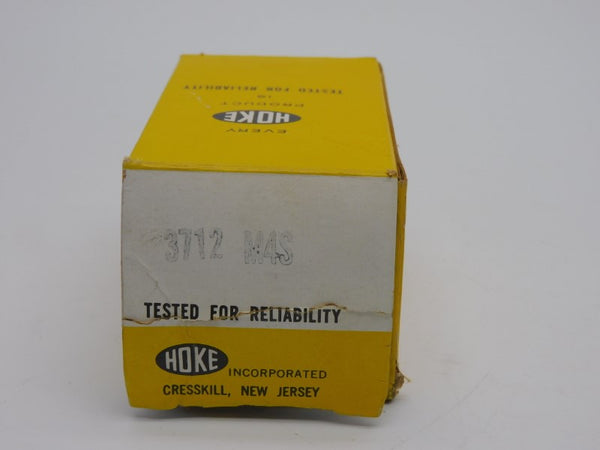 EVERY
HOKE
PRODUCT
IS
TESTED FOR RELIABILITY
3712 M4S
TESTED FOR RELIABILITY
HOKE INCORPORATED
CRESSKILL, NEW JERSEY